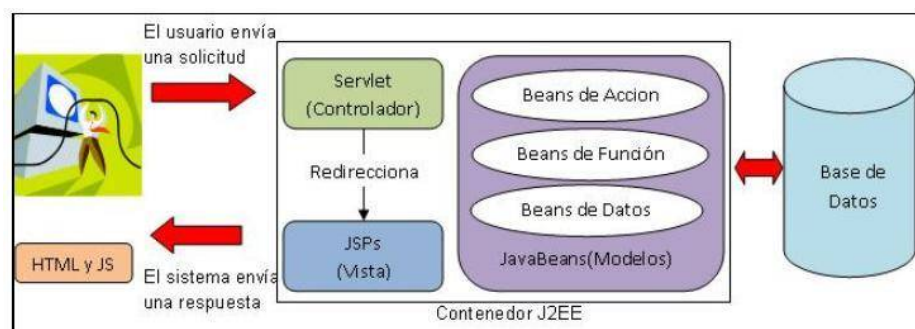 El usuario envía
una solicitud
Servlet
(Controlador)
Redirecciona
JSPs
(Vista)
Beans de Accion
Beans de Función
Beans de Datos
JavaBeans(Modelos)
Base de
Datos
HTML y JS
El sistema envía
una respuesta
Contenedor J2EE